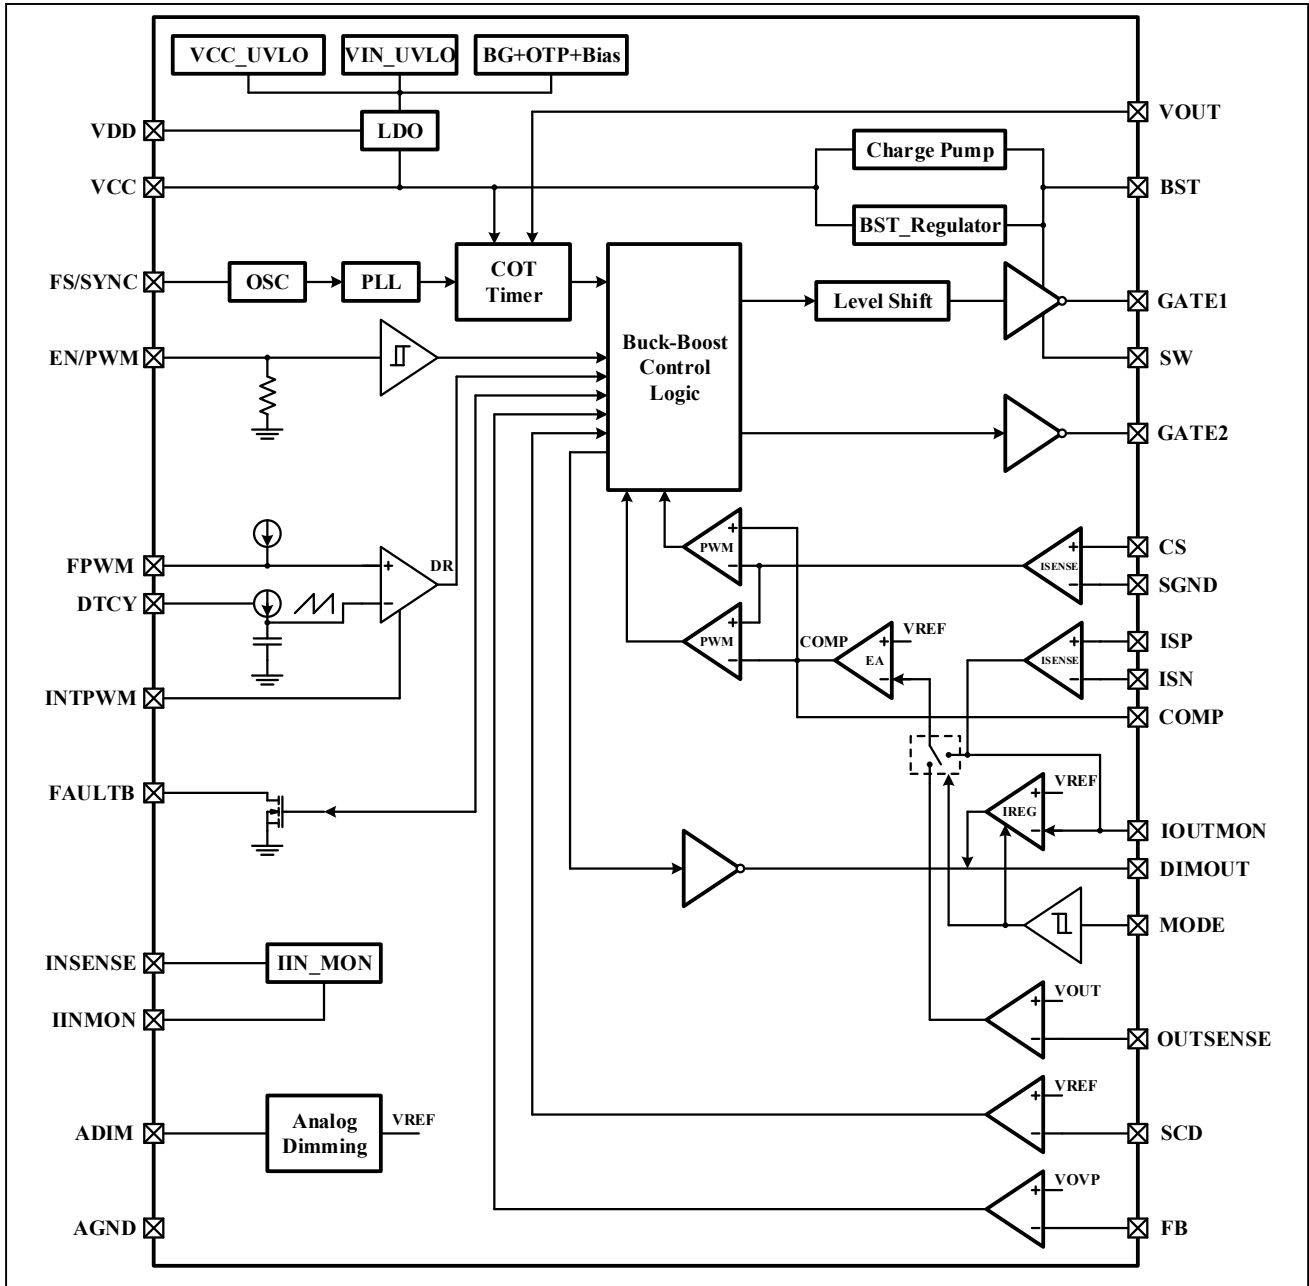 VCC_UVLO
VIN_UVLO
BG+OTP+Bias
VDD
LDO
VOUT
Charge Pump
VCC
BST
BST_Regulator
FS/SYNC
OSC
PLL
COT
Timer
Level Shift
GATE1
EN/PWM
Buck-Boost
Control
Logic
SW
GATE2
FPWM
+
DR
DTCY
−
INTPWM
PWM
+
−
ISENSE
+
−
CS
SGND
PWM
+
−
COMP
EA
+
−
VREF
ISENSE
+
−
ISP
ISN
COMP
FAULTB
IREG
+
−
VREF
IOUTMON
DIMOUT
MODE
INSENSE
IIN_MON
IINMON
VOUT
+
−
OUTSENSE
ADIM
Analog
Dimming
VREF
VREF
+
−
SCD
VOVP
+
−
AGND
FB